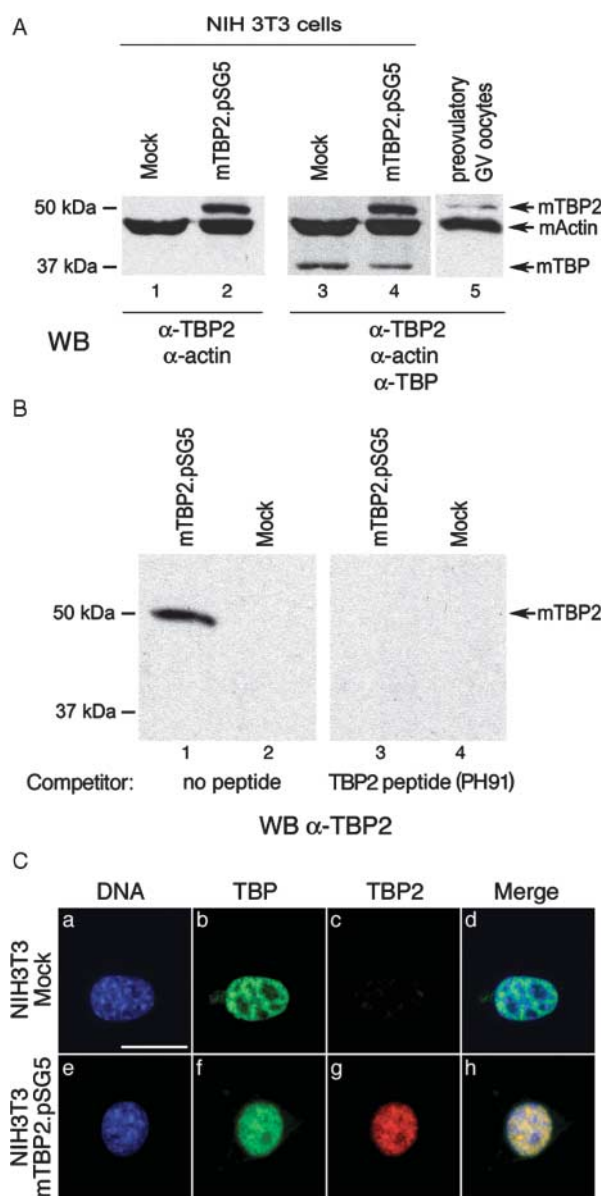 A
NIH 3T3 cells
Mock
mTBP2.pSG5
Mock
mTBP2.pSG5
preovulatory
GV oocytes
50 kDa
mTBP2
mActin
37 kDa
mTBP
1 2 3 4 5
WB
α-TBP2
α-actin
α-TBP2
α-actin
α-TBP
B
mTBP2.pSG5
Mock
mTBP2.pSG5
Mock
50 kDa
mTBP2
37 kDa
1 2 3 4
Competitor: no peptide TBP2 peptide (PH91)
WB α-TBP2
C
DNA TBP TBP2 Merge
NIH3T3
Mock
a b c d
NIH3T3
mTBP2.pSG5
e f g h